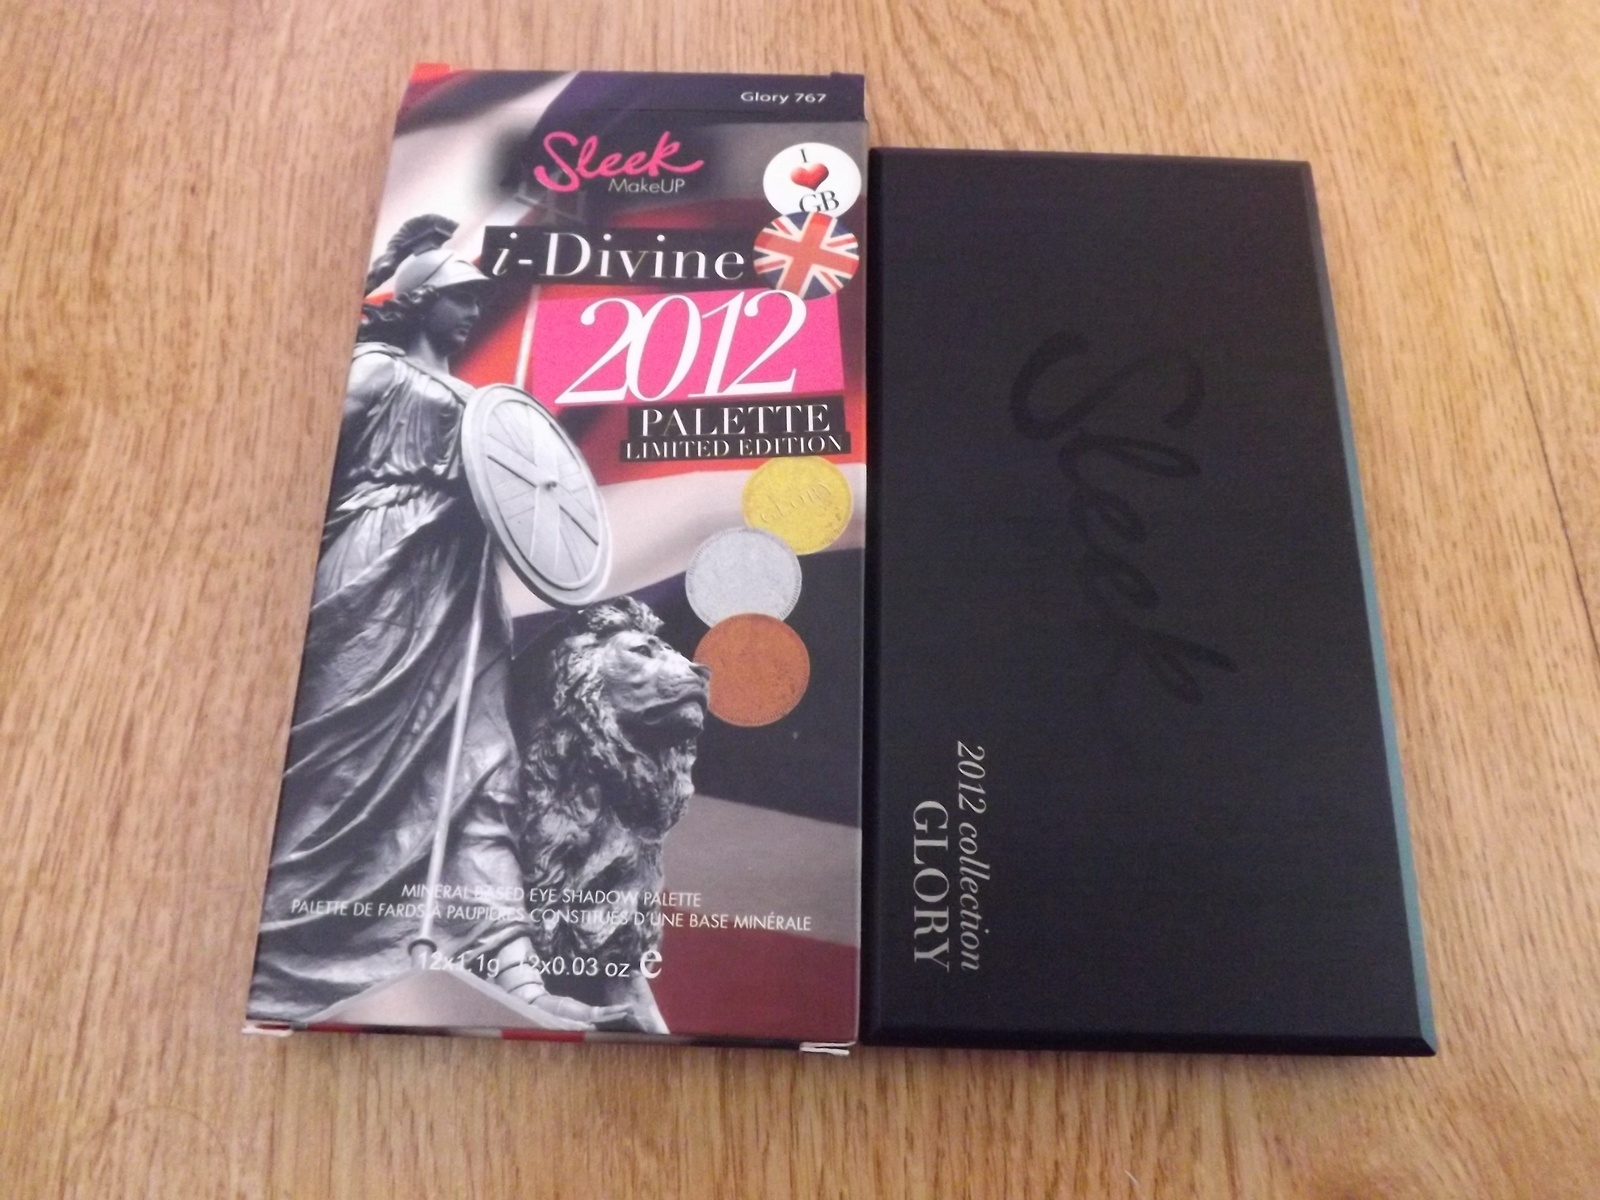 Glory 767
Sleek
MakeUP
I
GB
i-Divine
2012
PALETTE
LIMITED EDITION
GLORY
MINERAL BASED EYE SHADOW PALETTE
PALETTE DE FARDS À PAUPIÈRES CONSTITUÉS D'UNE BASE MINÉRALE
12x1.1g 12x0.03 oz e
Sleek
2012 collection
GLORY